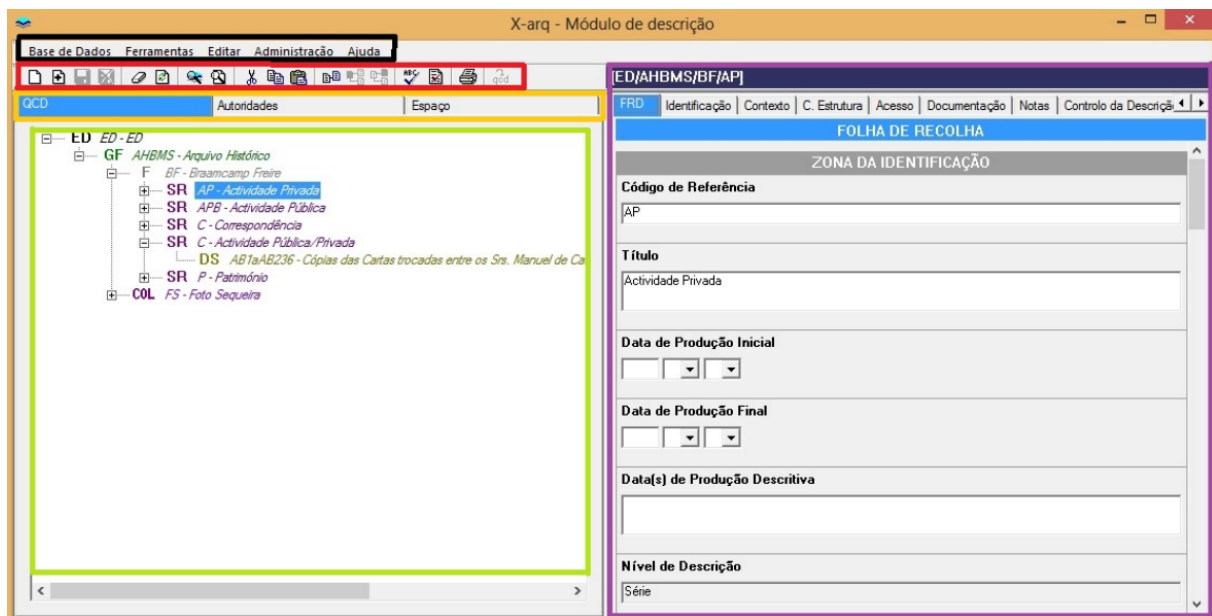 X-arq - Módulo de descrição
Base de Dados Ferramentas Editar Administração Ajuda
QCD Autoridades Espaço
ED ED - ED
GF AHBMS - Arquivo Histórico
F BF - Braamcamp Freire
SR AP - Actividade Privada
SR APB - Actividade Pública
SR C - Correspondência
SR C - Actividade Pública/Privada
DS AB1aAB236 - Cópias das Cartas trocadas entre os Srs. Manuel de Ca
SR P - Património
COL FS - Foto Sequeira
[ED/AHBMS/BF/AP]
FRD Identificação Contexto C. Estrutura Acesso Documentação Notas Controlo da Descriçã
FOLHA DE RECOLHA
ZONA DA IDENTIFICAÇÃO
Código de Referência
AP
Título
Actividade Privada
Data de Produção Inicial
Data de Produção Final
Data(s) de Produção Descritiva
Nível de Descrição
Série